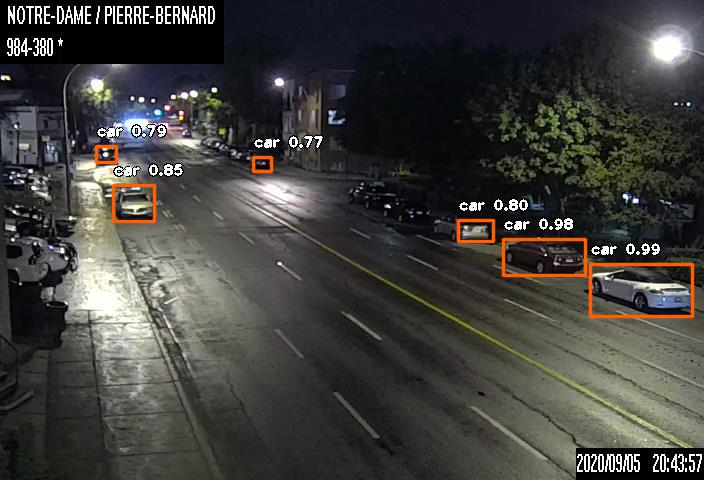 NOTRE-DAME / PIERRE-BERNARD
984-380 *
car 0.79
car 0.77
car 0.85
car 0.80
car 0.98
car 0.99
2020/09/05 20:43:57